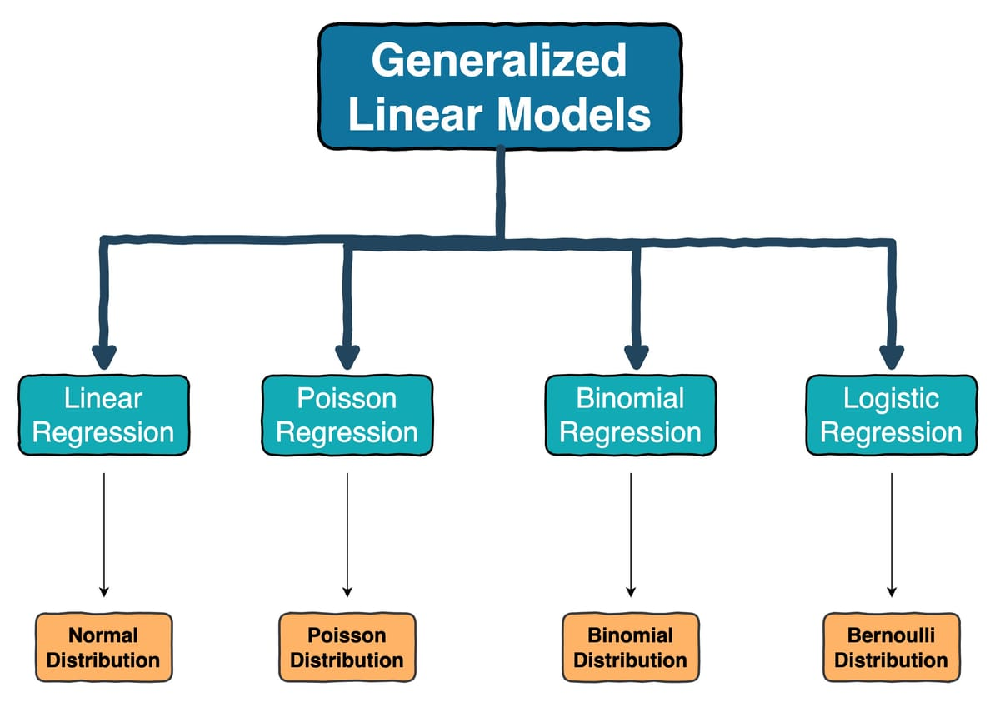 Generalized
Linear Models
Linear
Regression
Poisson
Regression
Binomial
Regression
Logistic
Regression
Normal
Distribution
Poisson
Distribution
Binomial
Distribution
Bernoulli
Distribution